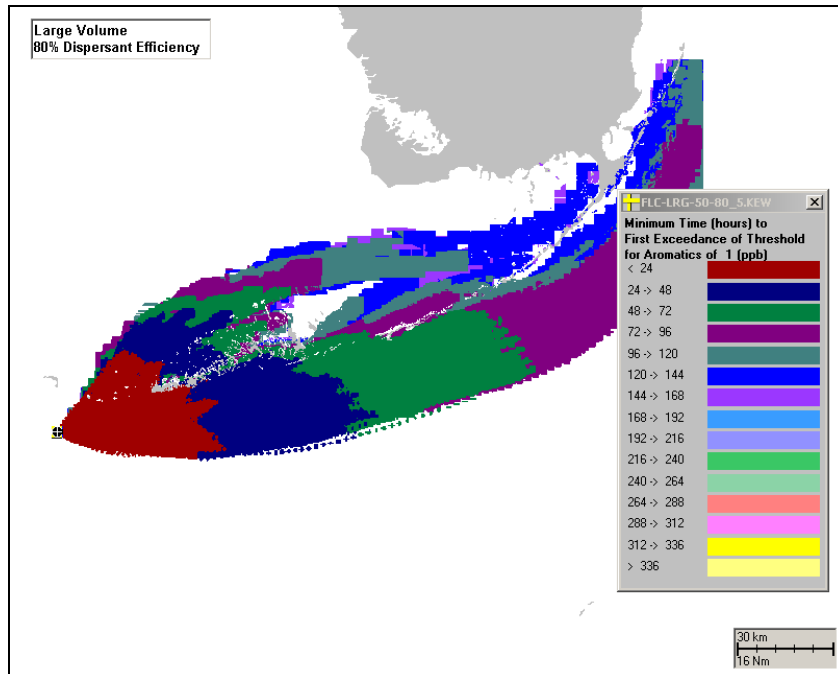 Large Volume
80% Dispersant Efficiency
FLC-LRG-50-80_5.KEW
Minimum Time (hours) to
First Exceedance of Threshold
for Aromatics of 1 (ppb)
< 24
24 -> 48
48 -> 72
72 -> 96
96 -> 120
120 -> 144
144 -> 168
168 -> 192
192 -> 216
216 -> 240
240 -> 264
264 -> 288
288 -> 312
312 -> 336
> 336
30 km
16 Nm